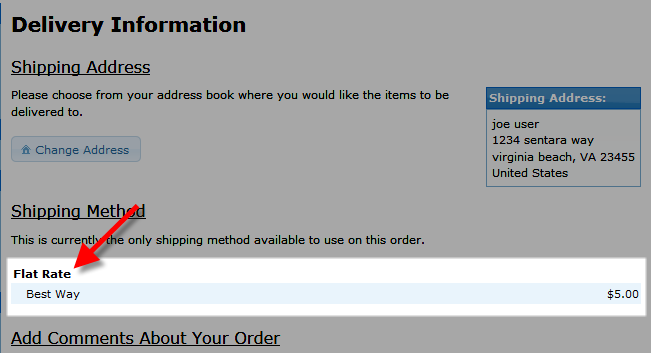 Delivery Information
Shipping Address
Please choose from your address book where you would like the items to be
delivered to.
Change Address
Shipping Address:
joe user
1234 sentara way
virginia beach, VA 23455
United States
Shipping Method
This is currently the only shipping method available to use on this order.
Flat Rate
Best Way $5.00
Add Comments About Your Order